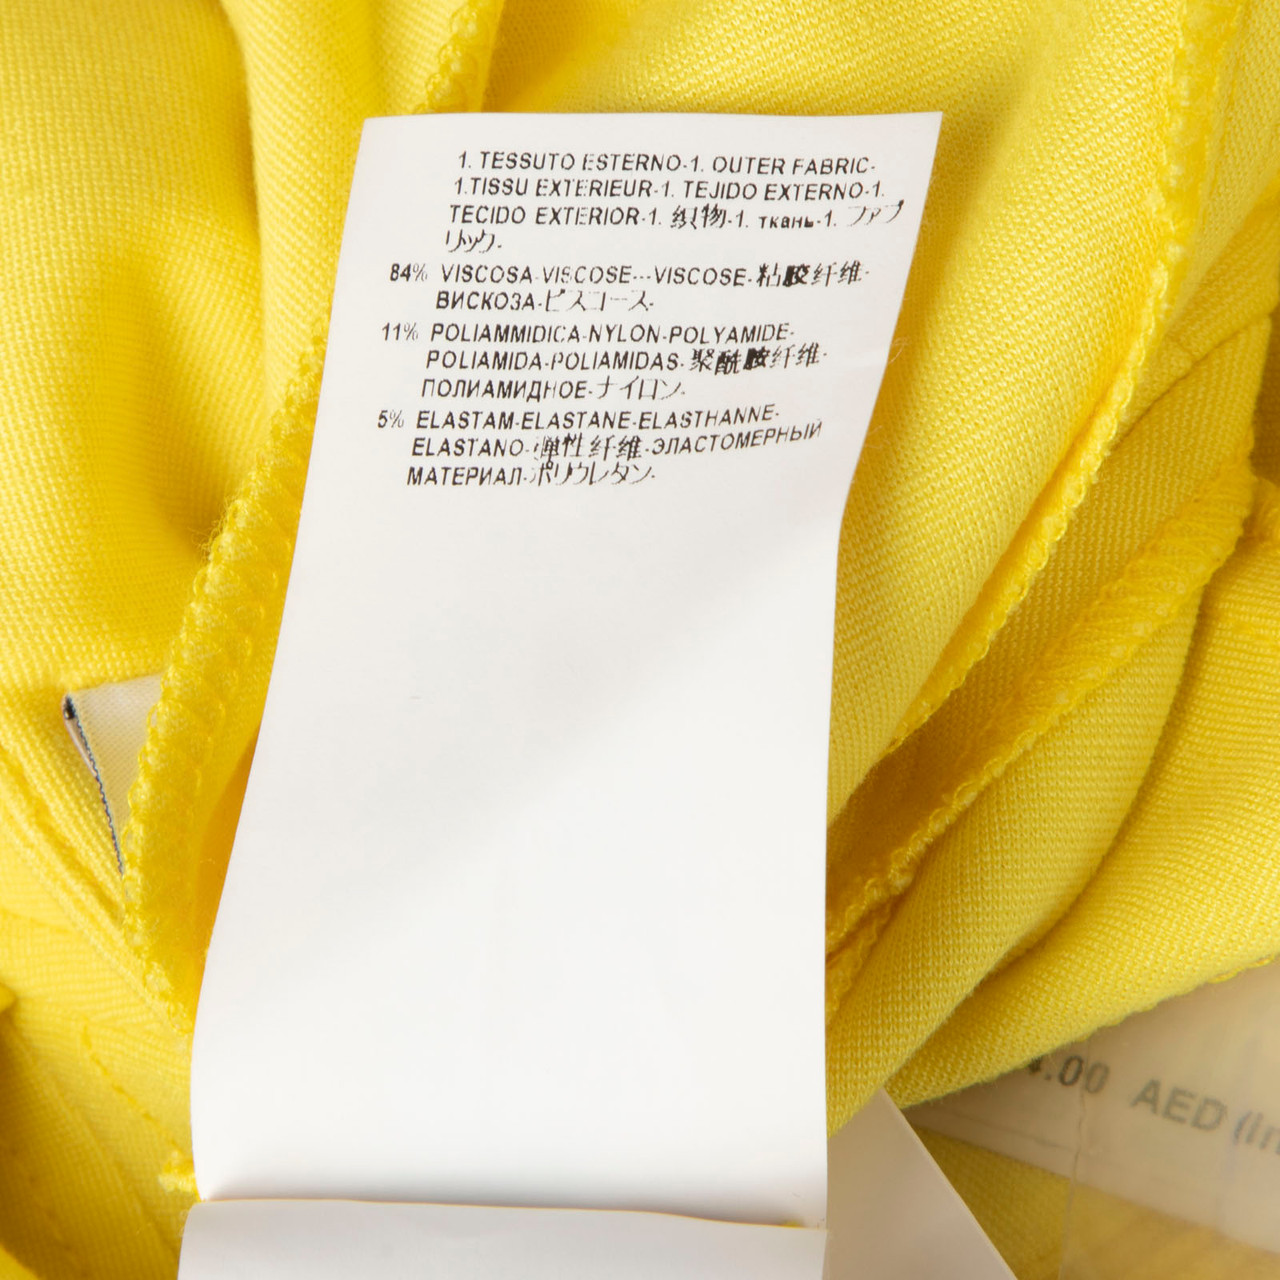 1. TESSUTO ESTERNO-1. OUTER FABRIC-
1.TISSU EXTERIEUR-1. TEJIDO EXTERNO-1.
TECIDO EXTERIOR-1. 织物-1. ткань-1. ファブ
リック-
84% VISCOSA-VISCOSE---VISCOSE-粘胶纤维-
ВИСКОЗА-ビスコース-
11% POLIAMMIDICA-NYLON-POLYAMIDE-
POLIAMIDA-POLIAMIDAS-聚酰胺纤维-
ПОЛИАМИДНОЕ-ナイロン-
5% ELASTAM-ELASTANE-ELASTHANNE-
ELASTANO-弹性纤维-ЭЛАСТОМЕРНЫЙ
МАТЕРИАЛ-ポリウレタン-
4.00 AED